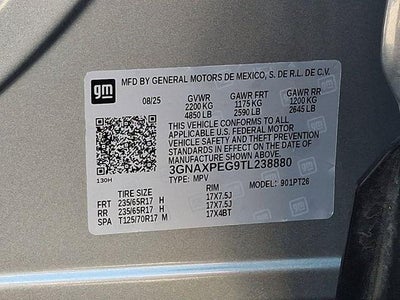 gm
MFD BY GENERAL MOTORS DE MEXICO, S. DE R.L. DE C.V.
08/25 GVWR GAWR FRT GAWR RR
2200 KG 1175 KG 1200 KG
4850 LB 2590 LB 2645 LB
THIS VEHICLE CONFORMS TO ALL
APPLICABLE U.S. FEDERAL MOTOR
VEHICLE SAFETY AND THEFT PREVENTION
STANDARDS IN EFFECT ON THE DATE OF
MANUFACTURE SHOWN ABOVE.
3GNAXPEG9TL238880
130H TYPE: MPV MODEL: 901PT26
TIRE SIZE RIM
FRT 235/65R17 H 17X7.5J
RR 235/65R17 H 17X7.5J
SPA T125/70R17 M 17X4BT